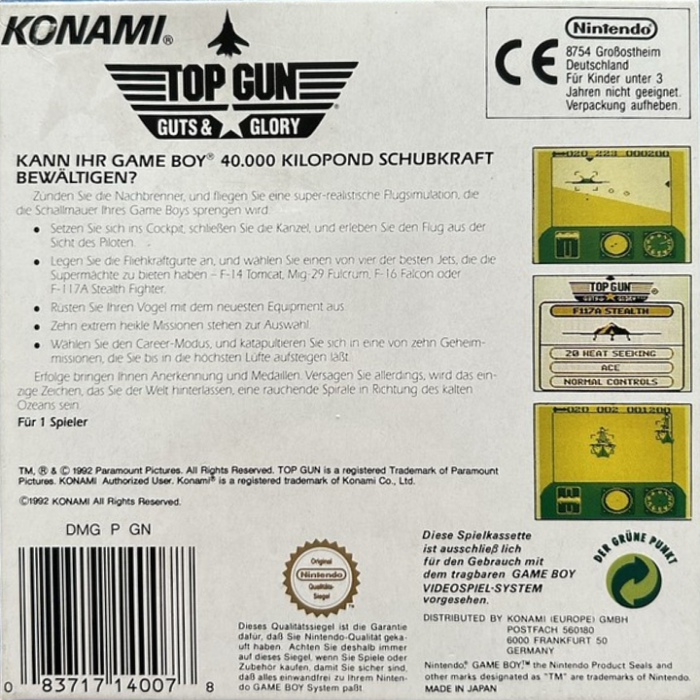 KONAMI®
TOP GUN®
GUTS & GLORY
Nintendo®
CE
8754 Großostheim
Deutschland
Für Kinder unter 3
Jahren nicht geeignet.
Verpackung aufheben.
KANN IHR GAME BOY® 40.000 KILOPOND SCHUBKRAFT
BEWÄLTIGEN?
Zünden Sie die Nachbrenner, und fliegen Sie eine super-realistische Flugsimulation, die
die Schallmauer Ihres Game Boys sprengen wird.
• Setzen Sie sich ins Cockpit, schließen Sie die Kanzel, und erleben Sie den Flug aus der
Sicht des Piloten.
• Legen Sie die Fliehkraftgurte an, und wählen Sie einen von vier der besten Jets, die die
Supermächte zu bieten haben – F-14 Tomcat, Mig-29 Fulcrum, F-16 Falcon oder
F-117A Stealth Fighter.
• Rüsten Sie Ihren Vogel mit dem neuesten Equipment aus.
• Zehn extrem heikle Missionen stehen zur Auswahl.
• Wählen Sie den Career-Modus, und katapultieren Sie sich in eine von zehn Geheim-
missionen, die Sie bis in die höchsten Lüfte aufsteigen läßt.
Erfolge bringen Ihnen Anerkennung und Medaillen. Versagen Sie allerdings, wird das ein-
zige Zeichen, das Sie der Welt hinterlassen, eine rauchende Spirale in Richtung des kalten
Ozeans sein.
Für 1 Spieler
020 223 000200
TOP GUN
GUTS & GLORY
F117A STEALTH
20 HEAT SEEKING
ACE
NORMAL CONTROLS
020 002 001200
TM, ® & © 1992 Paramount Pictures. All Rights Reserved. TOP GUN is a registered Trademark of Paramount
Pictures. KONAMI Authorized User. Konami® is a registered trademark of Konami Co., Ltd.
©1992 KONAMI All Rights Reserved.
DMG P GN
0 83717 14007 8
Original
Nintendo
Qualitäts-
Siegel
TM
Dieses Qualitätssiegel ist die Garantie
dafür, daß Sie Nintendo-Qualität geka-
uft haben. Achten Sie deshalb immer
auf dieses Siegel, wenn Sie Spiele oder
Zubehör kaufen, damit Sie sicher sind,
daß alles einwandfrei zu Ihrem Ninten-
do GAME BOY System paßt.
Diese Spielkassette
ist ausschließ lich
für den Gebrauch mit
dem tragbaren GAME BOY
VIDEOSPIEL-SYSTEM
vorgesehen.
DER GRÜNE PUNKT
DISTRIBUTED BY KONAMI (EUROPE) GMBH
POSTFACH 560180
6000 FRANKFURT 50
GERMANY
Nintendo,® GAME BOY,™ the Nintendo Product Seals and
other marks designated as "TM" are trademarks of Nintendo.
MADE IN JAPAN